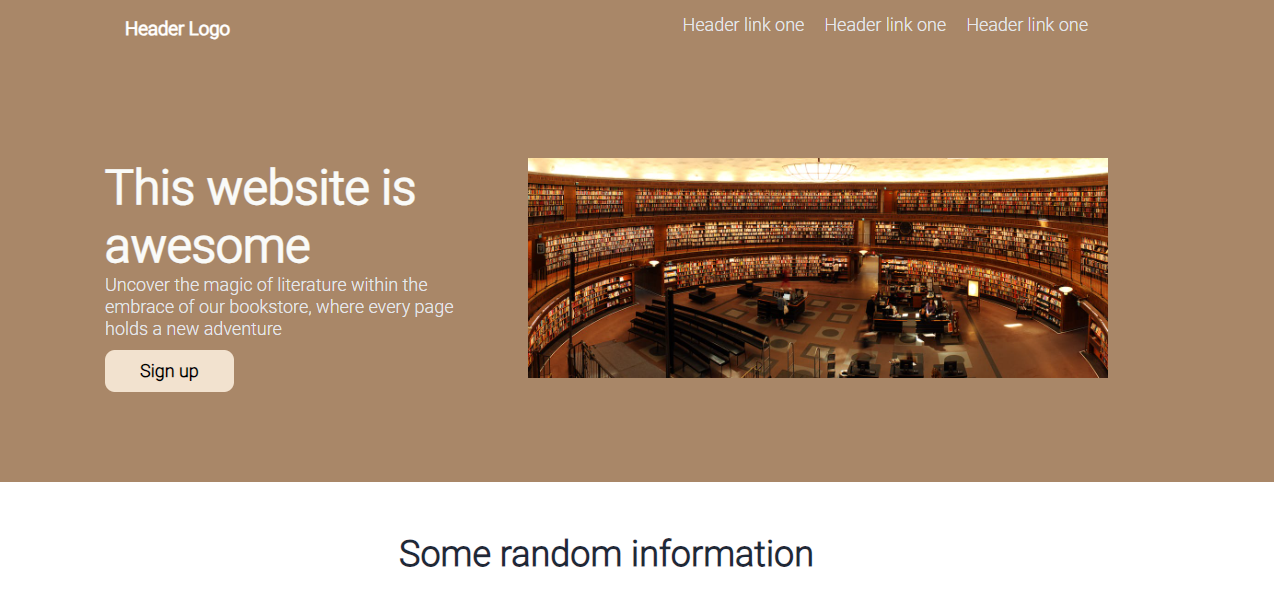 Header Logo
Header link one Header link one Header link one
This website is
awesome
Uncover the magic of literature within the
embrace of our bookstore, where every page
holds a new adventure
Sign up
Some random information